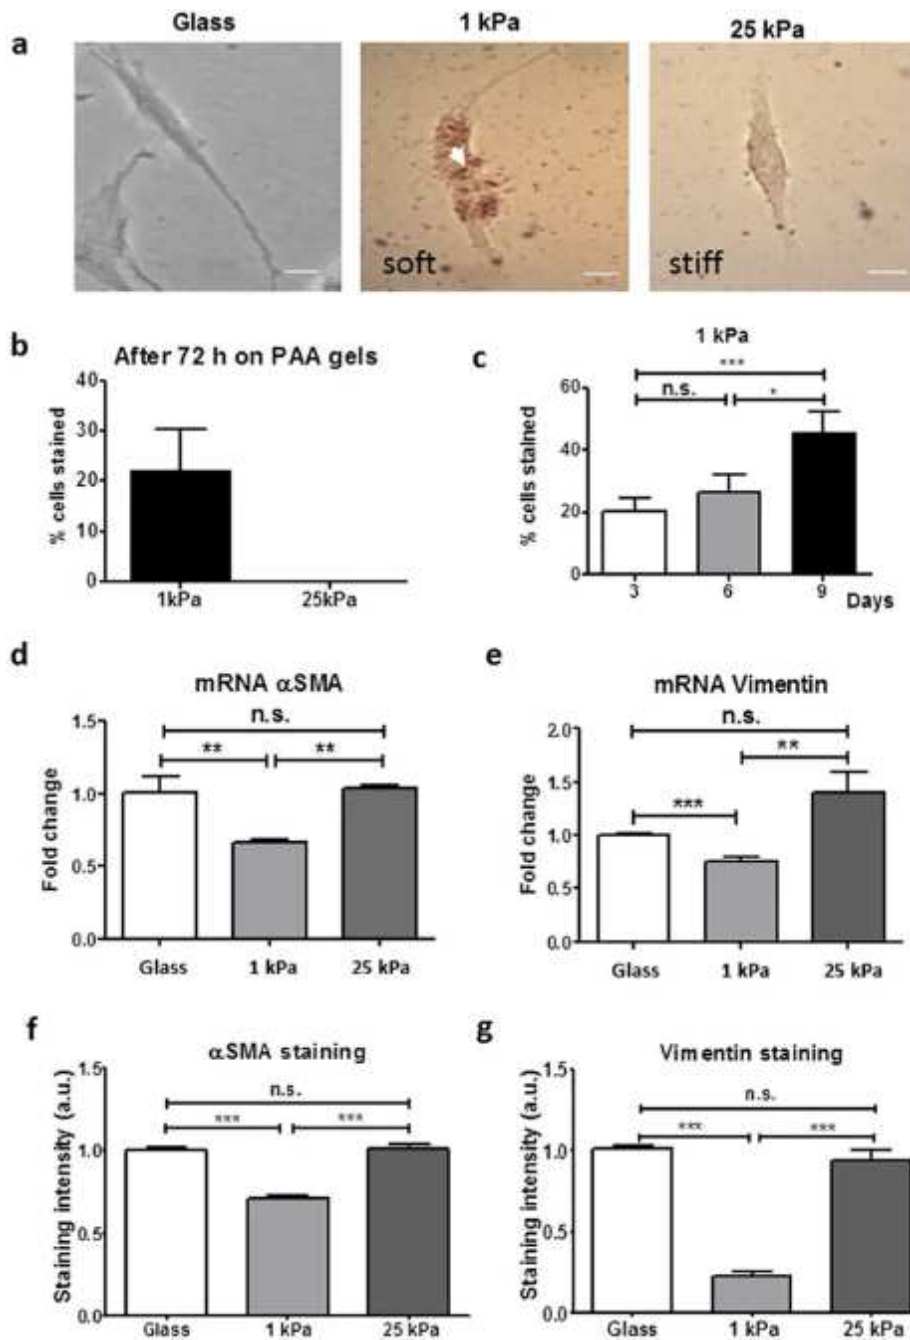 Glass 1 kPa 25 kPa
a
soft stiff
b
After 72 h on PAA gels
% cells stained
40
30
20
10
0
1kPa 25kPa
c
1 kPa
***
n.s. *
% cells stained
60
40
20
0
3 6 9 Days
d
mRNA αSMA
n.s.
** **
Fold change
1.5
1.0
0.5
0.0
Glass 1 kPa 25 kPa
e
mRNA Vimentin
n.s.
**
***
Fold change
2.0
1.5
1.0
0.5
0.0
Glass 1 kPa 25 kPa
f
αSMA staining
n.s.
*** ***
Staining intensity (a.u.)
1.5
1.0
0.5
0.0
Glass 1 kPa 25 kPa
g
Vimentin staining
n.s.
*** ***
Staining intensity (a.u.)
1.5
1.0
0.5
0.0
Glass 1 kPa 25 kPa